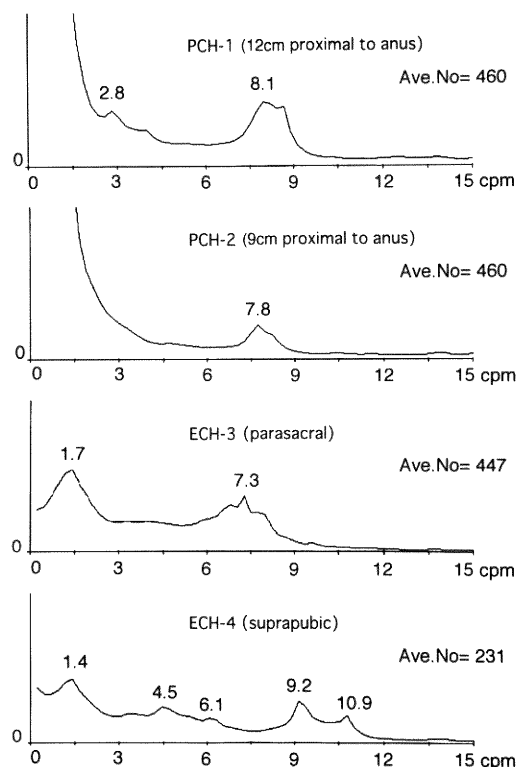 PCH-1 (12cm proximal to anus)
Ave.No= 460
2.8
8.1
0
0 3 6 9 12 15 cpm
PCH-2 (9cm proximal to anus)
Ave.No= 460
7.8
0
0 3 6 9 12 15 cpm
ECH-3 (parasacral)
Ave.No= 447
1.7
7.3
0
0 3 6 9 12 15 cpm
ECH-4 (suprapubic)
Ave.No= 231
1.4
4.5
6.1
9.2
10.9
0
0 3 6 9 12 15 cpm